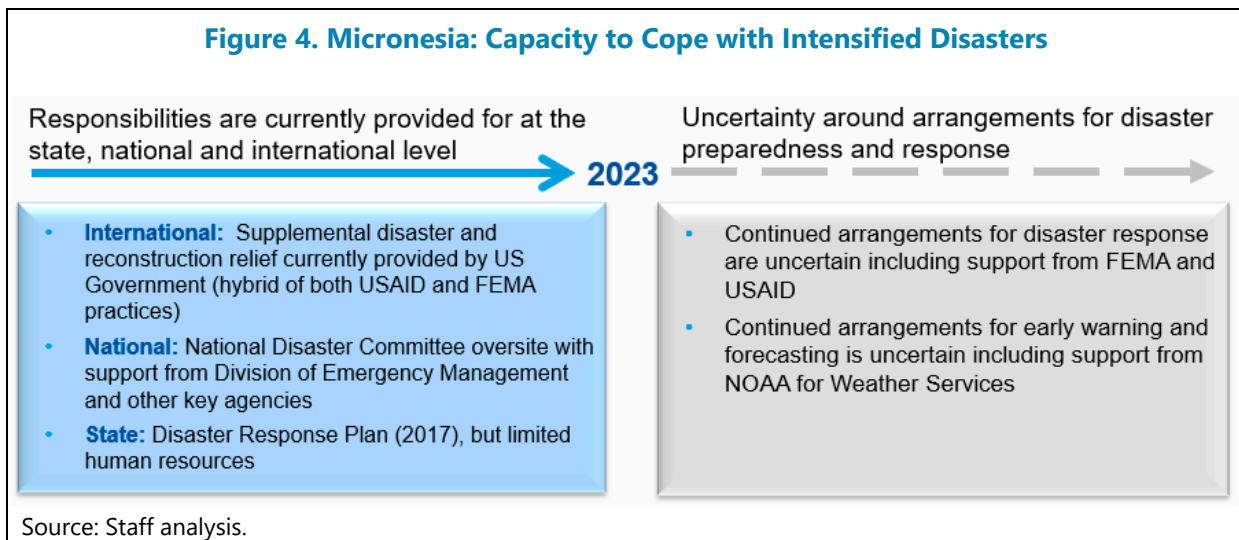 Figure 4. Micronesia: Capacity to Cope with Intensified Disasters
Responsibilities are currently provided for at the
state, national and international level
2023
Uncertainty around arrangements for disaster
preparedness and response
• International: Supplemental disaster and
reconstruction relief currently provided by US
Government (hybrid of both USAID and FEMA
practices)
• National: National Disaster Committee oversite with
support from Division of Emergency Management
and other key agencies
• State: Disaster Response Plan (2017), but limited
human resources
▪ Continued arrangements for disaster response
are uncertain including support from FEMA and
USAID
▪ Continued arrangements for early warning and
forecasting is uncertain including support from
NOAA for Weather Services
Source: Staff analysis.